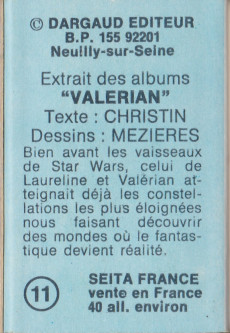 © DARGAUD EDITEUR
B.P. 155 92201
Neuilly-sur-Seine
Extrait des albums
"VALERIAN"
Texte : CHRISTIN
Dessins : MEZIERES
Bien avant les vaisseaux
de Star Wars, celui de
Laureline et Valérian at-
teignait déjà les constel-
lations les plus éloignées
nous faisant découvrir
des mondes où le fantas-
tique devient réalité.
11
SEITA FRANCE
vente en France
40 all. environ